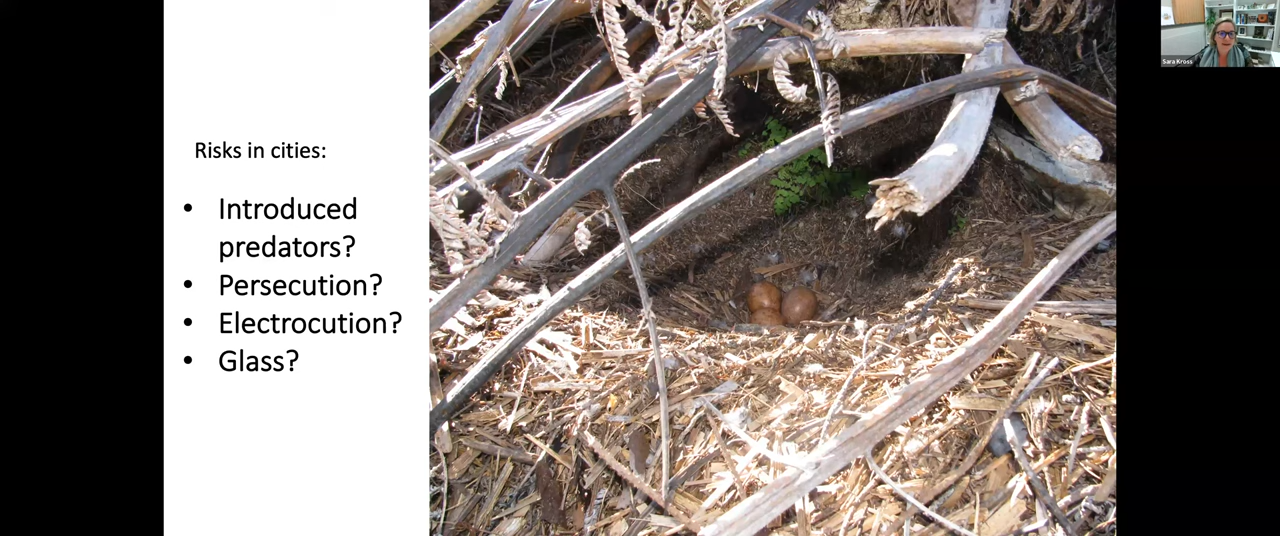 Risks in cities:
• Introduced
predators?
• Persecution?
• Electrocution?
• Glass?
Sara Kross